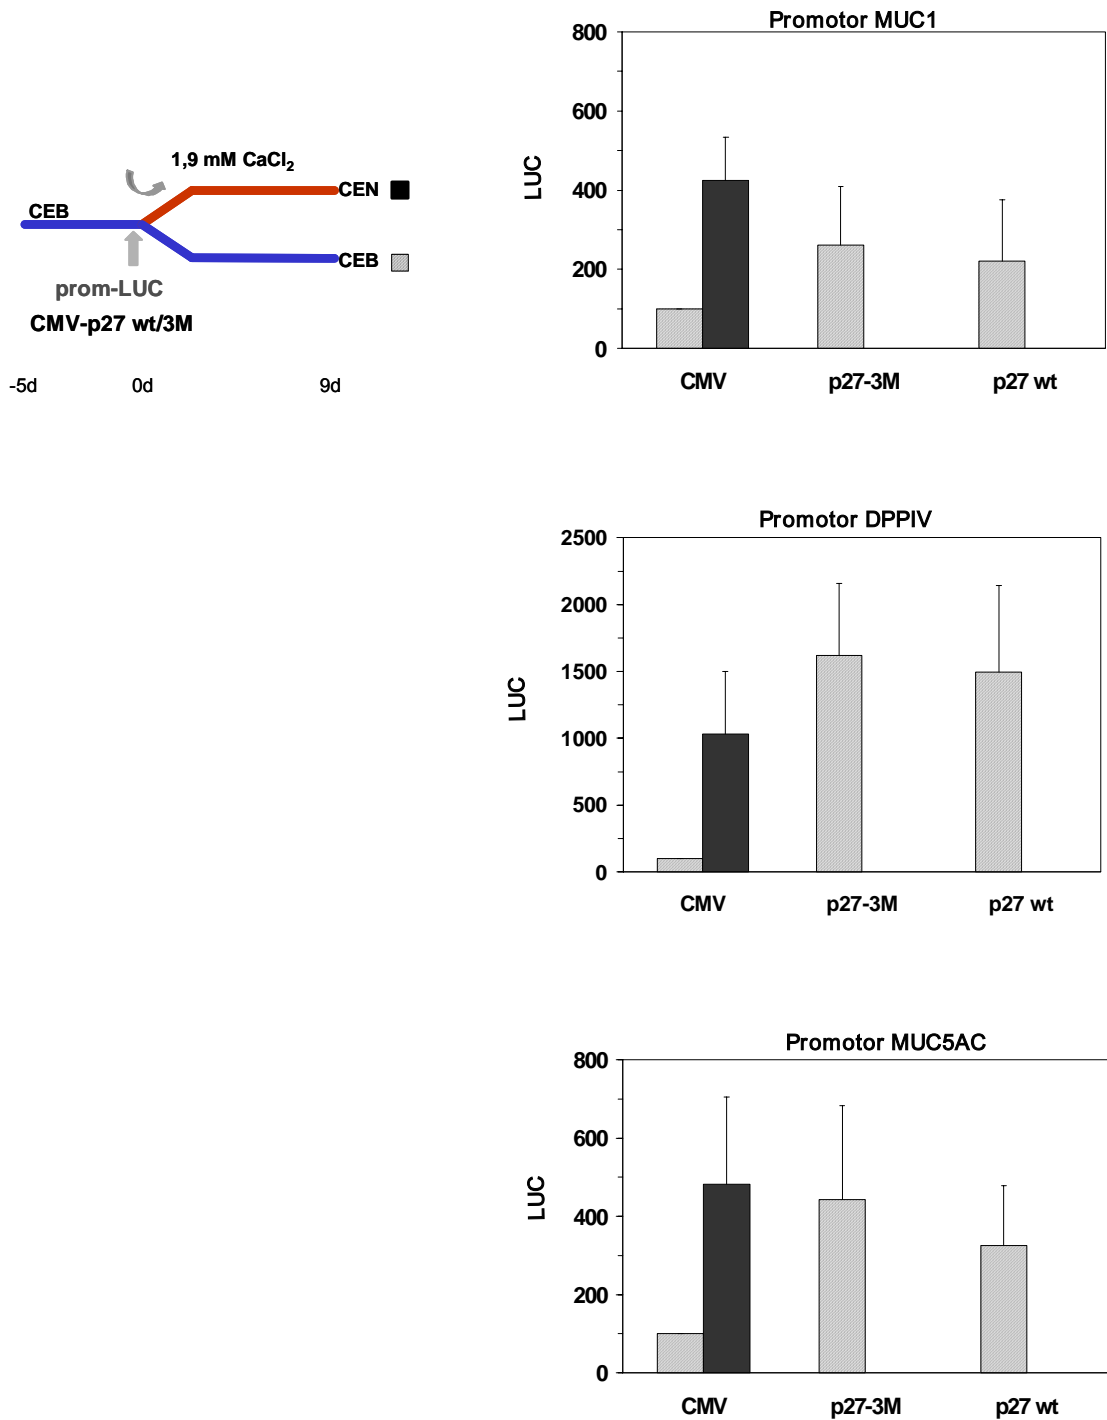 1,9 mM CaCl₂
CEN
CEB
CEB
prom-LUC
CMV-p27 wt/3M
-5d 0d 9d
Promotor MUC1
LUC
800
600
400
200
0
CMV p27-3M p27 wt
Promotor DPPIV
LUC
2500
2000
1500
1000
500
0
CMV p27-3M p27 wt
Promotor MUC5AC
LUC
800
600
400
200
0
CMV p27-3M p27 wt